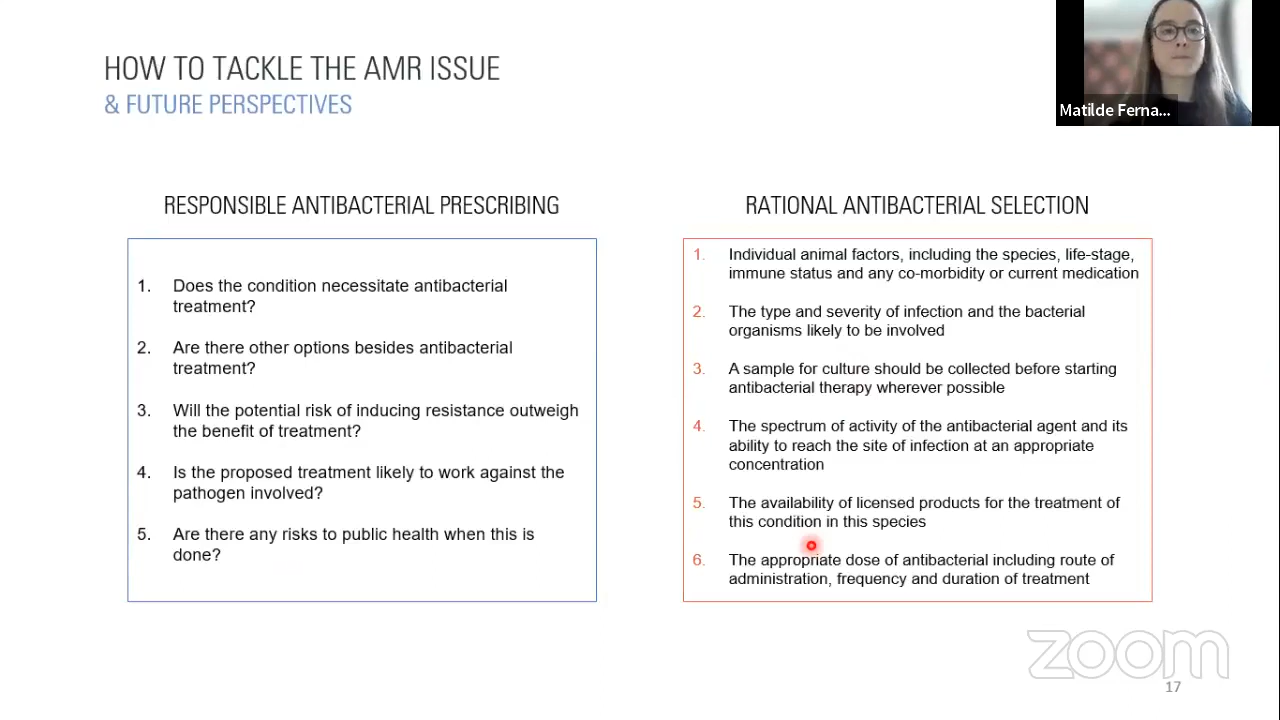 HOW TO TACKLE THE AMR ISSUE
& FUTURE PERSPECTIVES
Matilde Ferna...
RESPONSIBLE ANTIBACTERIAL PRESCRIBING
1. Does the condition necessitate antibacterial
treatment?
2. Are there other options besides antibacterial
treatment?
3. Will the potential risk of inducing resistance outweigh
the benefit of treatment?
4. Is the proposed treatment likely to work against the
pathogen involved?
5. Are there any risks to public health when this is
done?
RATIONAL ANTIBACTERIAL SELECTION
1. Individual animal factors, including the species, life-stage,
immune status and any co-morbidity or current medication
2. The type and severity of infection and the bacterial
organisms likely to be involved
3. A sample for culture should be collected before starting
antibacterial therapy wherever possible
4. The spectrum of activity of the antibacterial agent and its
ability to reach the site of infection at an appropriate
concentration
5. The availability of licensed products for the treatment of
this condition in this species
6. The appropriate dose of antibacterial including route of
administration, frequency and duration of treatment
zoom
17